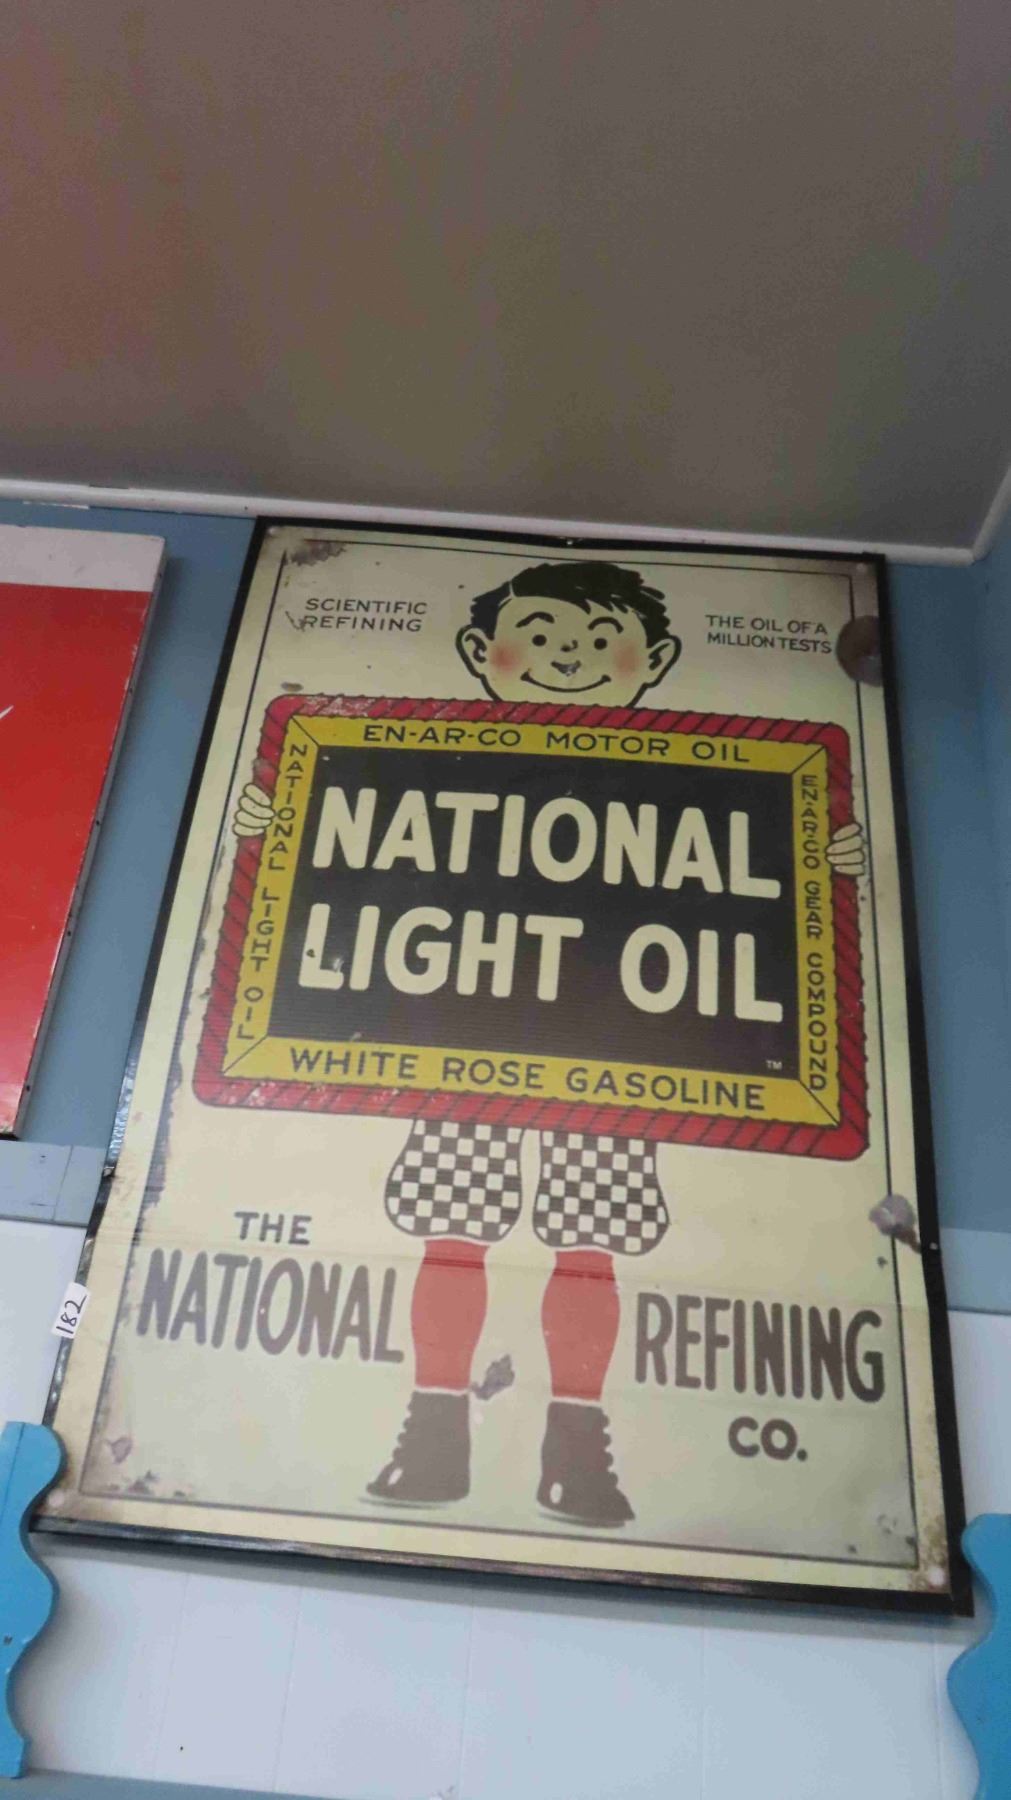 SCIENTIFIC
REFINING
THE OIL OF A
MILLION TESTS
EN-AR-CO MOTOR OIL
NATIONAL LIGHT OIL
EN-AR-CO GEAR COMPOUND
NATIONAL
LIGHT OIL
TM
WHITE ROSE GASOLINE
THE
NATIONAL REFINING
CO.
182